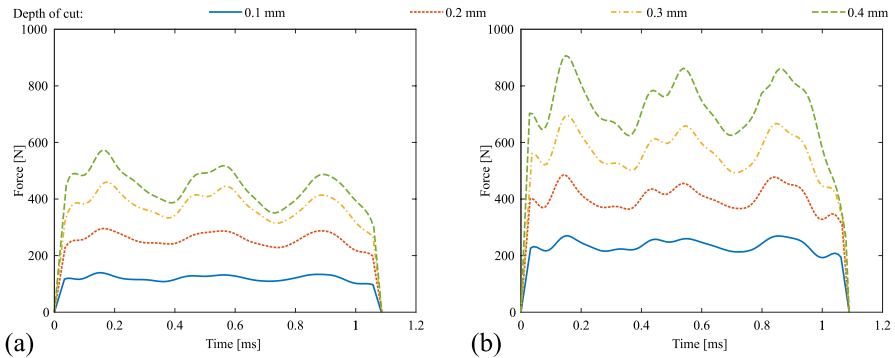 Depth of cut: 0.1 mm 0.2 mm 0.3 mm 0.4 mm
1000 1000
800 800
600 600
400 400
200 200
0 0
Force [N] Force [N]
0 0.2 0.4 0.6 0.8 1 1.2 0 0.2 0.4 0.6 0.8 1 1.2
(a) Time [ms] (b) Time [ms]